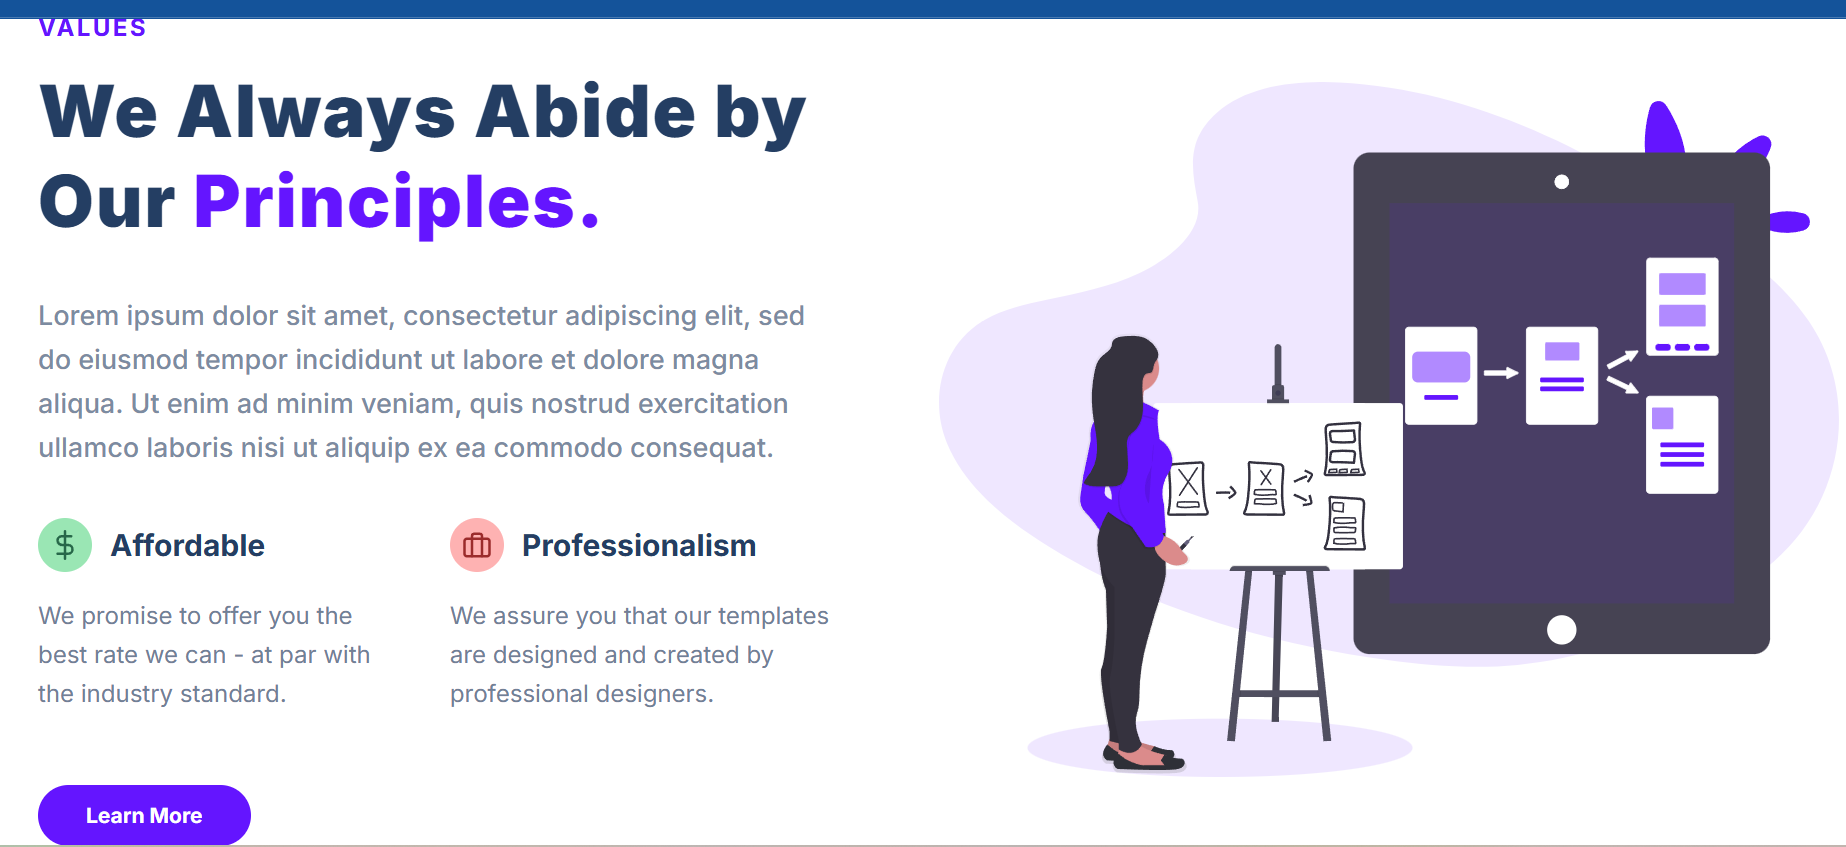 VALUES
We Always Abide by
Our Principles.
Lorem ipsum dolor sit amet, consectetur adipiscing elit, sed
do eiusmod tempor incididunt ut labore et dolore magna
aliqua. Ut enim ad minim veniam, quis nostrud exercitation
ullamco laboris nisi ut aliquip ex ea commodo consequat.
Affordable
We promise to offer you the
best rate we can - at par with
the industry standard.
Professionalism
We assure you that our templates
are designed and created by
professional designers.
Learn More